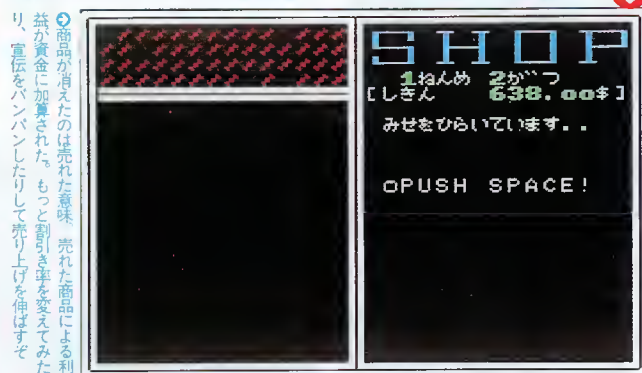 商品が消えたのは売れた意味。売れた商品による利
益が資金に加算された。もっと割引き率を変えてみた
り、宣伝をバンバンしたりして売り上げを伸ばすぞ
SHOP
1ねんめ 2がつ
[しきん 638.00$]
みせをひらいています..
OPUSH SPACE!